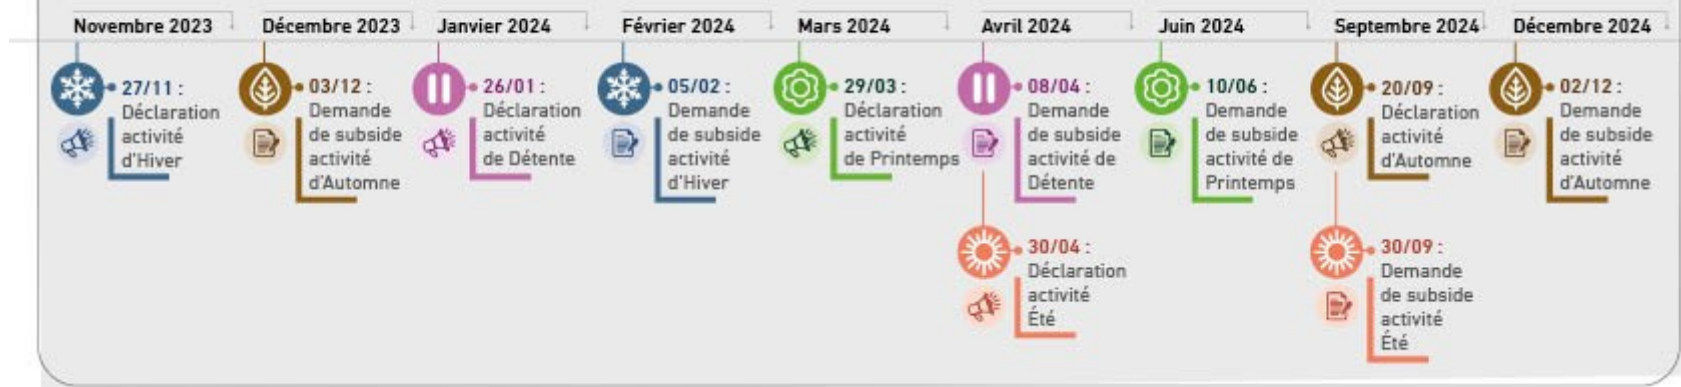 Novembre 2023
Décembre 2023
Janvier 2024
Février 2024
Mars 2024
Avril 2024
Juin 2024
Septembre 2024
Décembre 2024
27/11 :
Déclaration
activité
d'Hiver
03/12 :
Demande
de subside
activité
d'Automne
26/01 :
Déclaration
activité
de Détente
05/02 :
Demande
de subside
activité
d'Hiver
29/03 :
Déclaration
activité
de Printemps
08/04 :
Demande
de subside
activité de
Détente
30/04 :
Déclaration
activité
Été
10/06 :
Demande
de subside
activité de
Printemps
20/09 :
Déclaration
activité
d'Automne
30/09 :
Demande
de subside
activité
Été
02/12 :
Demande
de subside
activité
d'Automne